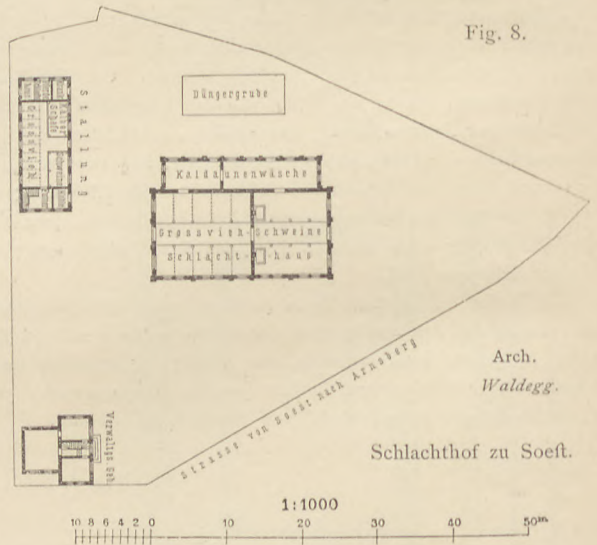 Fig. 8.
Düngergrube
Stallung
Kaldaunenwäsche
Grossvieh- Schweine
Schlacht- haus
Strasse von Soest nach Arnsberg
Verwaltgs. Geb.
Arch.
Waldegg.
Schlachthof zu Soeſt.
1:1000
10 8 6 4 2 0 10 20 30 40 50m